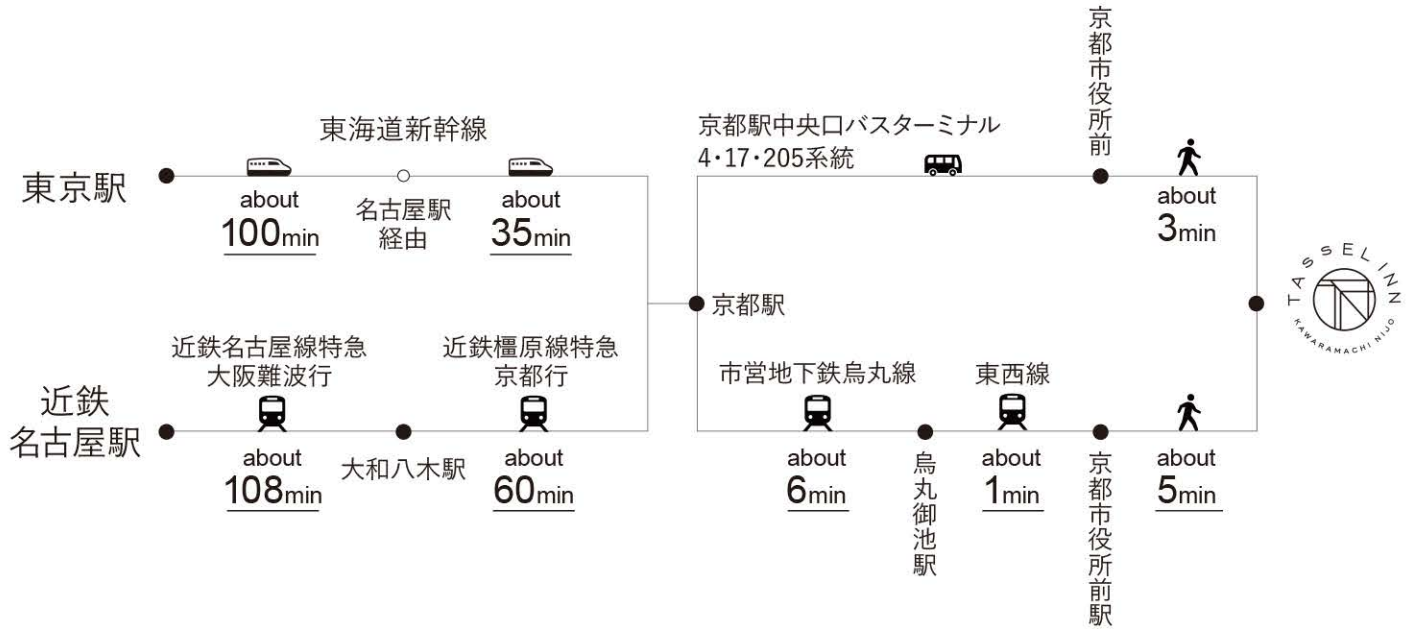 東京駅
東海道新幹線
about
100min
名古屋駅
経由
about
35min
近鉄
名古屋駅
近鉄名古屋線特急
大阪難波行
about
108min
大和八木駅
近鉄橿原線特急
京都行
about
60min
京都駅
京都駅中央口バスターミナル
4・17・205系統
京都市役所前
about
3min
市営地下鉄烏丸線
about
6min
烏丸御池駅
東西線
about
1min
京都市役所前駅
about
5min
TASSEL INN
KAWARAMACHI NIJO